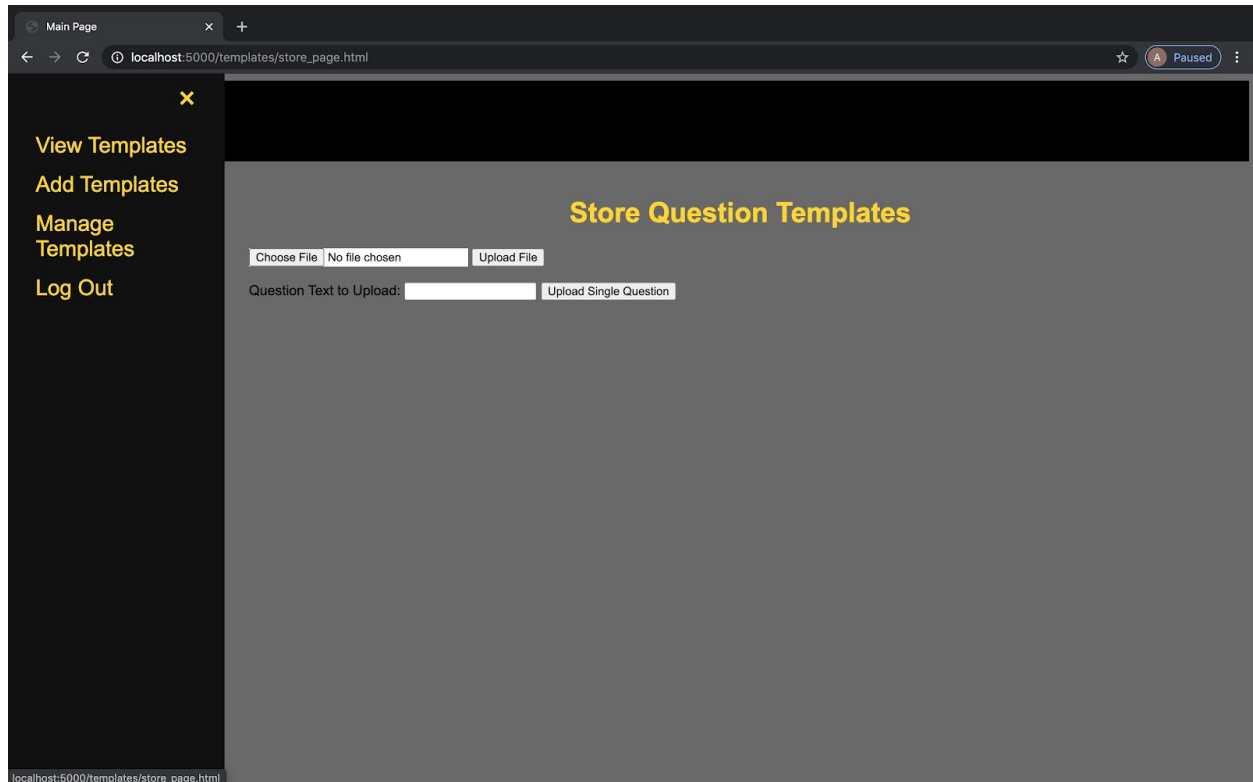 Main Page × +
localhost:5000/templates/store_page.html A Paused
×
View Templates
Add Templates
Manage
Templates
Log Out
Store Question Templates
Choose File No file chosen Upload File
Question Text to Upload: Upload Single Question
localhost:5000/templates/store_page.html